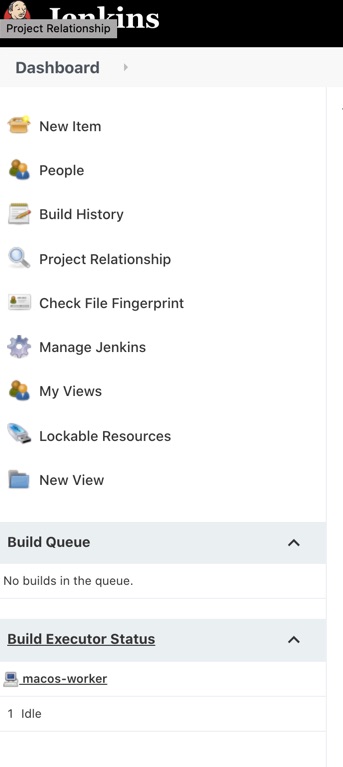 Jenkins
Project Relationship
Dashboard
New Item
People
Build History
Project Relationship
Check File Fingerprint
Manage Jenkins
My Views
Lockable Resources
New View
Build Queue
No builds in the queue.
Build Executor Status
macos-worker
1 Idle